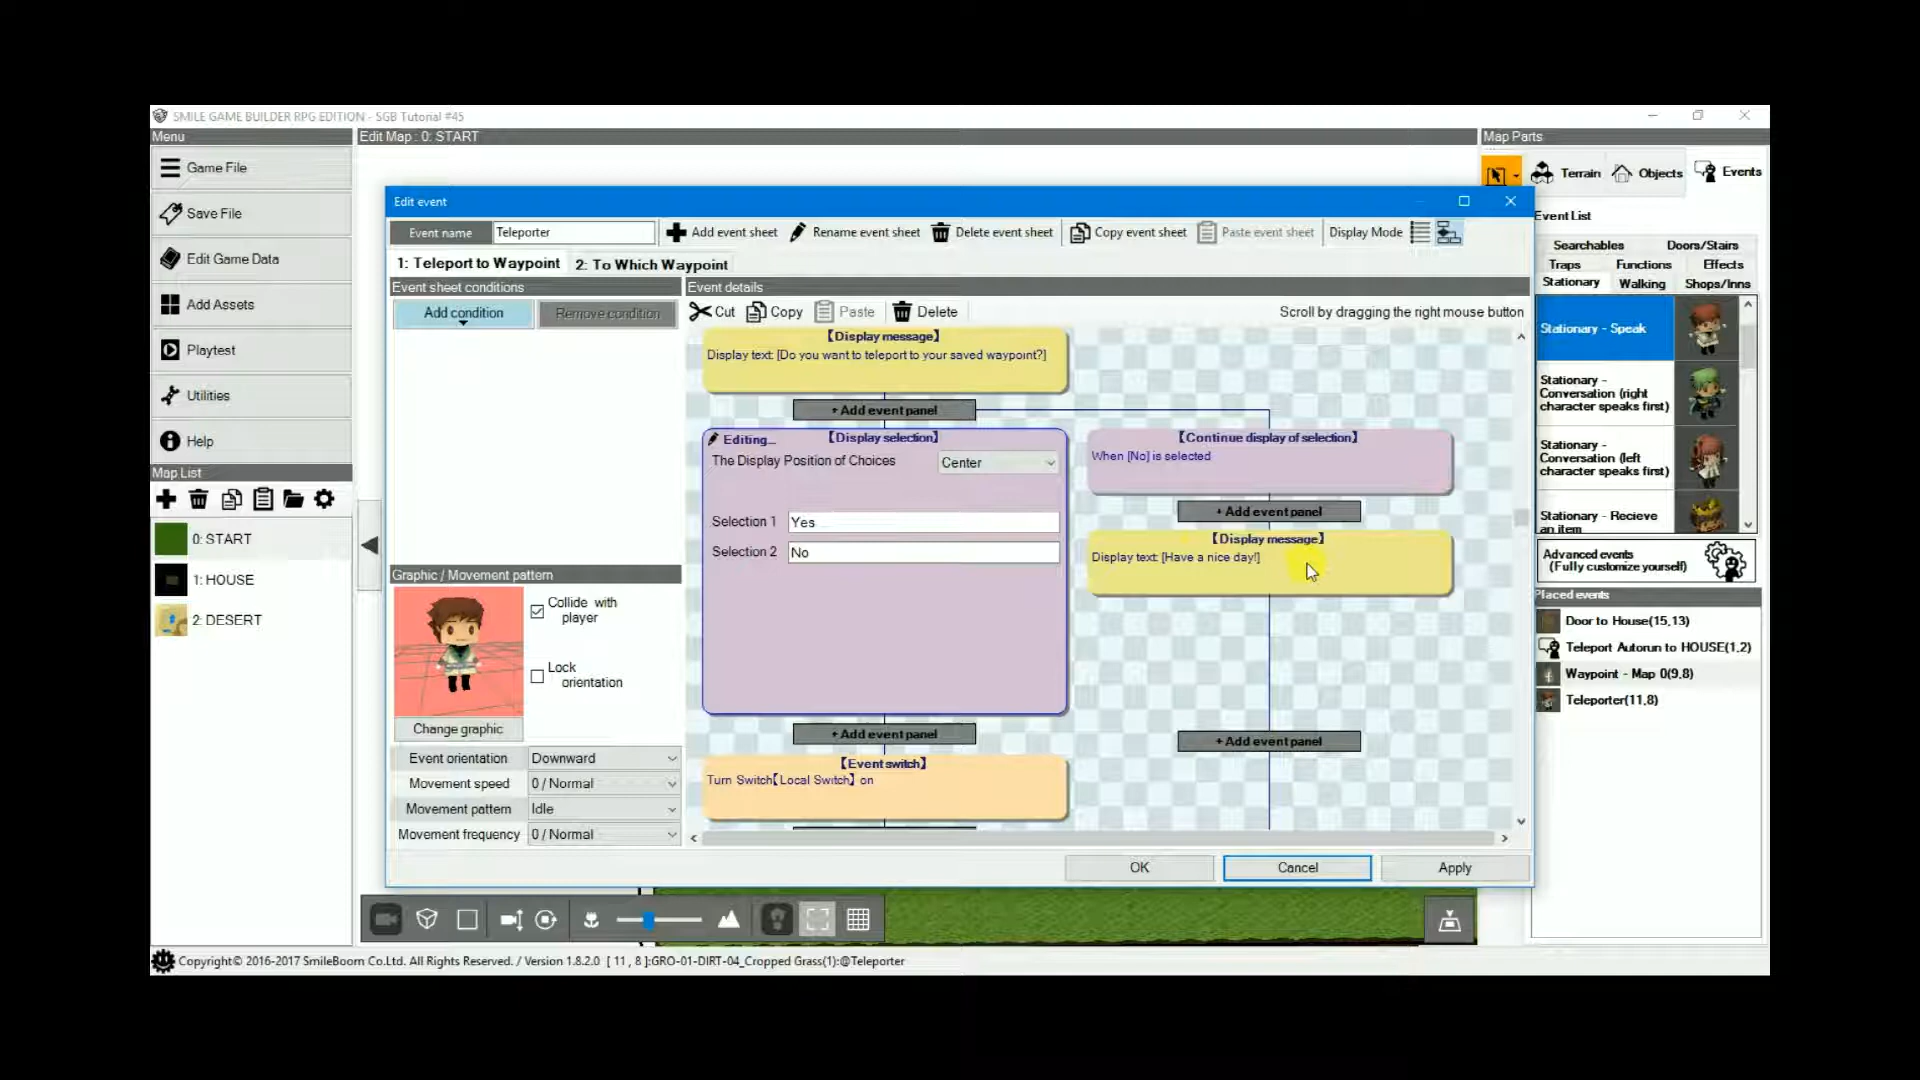 SMILE GAME BUILDER RPG EDITION - SGB Tutorial #45
Menu
Edit Map : 0: START
Map Parts
Game File
Save File
Edit Game Data
Add Assets
Playtest
Utilities
Help
Map List
0: START
1: HOUSE
2: DESERT
Edit event
Event name
Teleporter
Add event sheet
Rename event sheet
Delete event sheet
Copy event sheet
Paste event sheet
Display Mode
1: Teleport to Waypoint
2: To Which Waypoint
Event sheet conditions
Event details
Add condition
Remove condition
Cut
Copy
Paste
Delete
Scroll by dragging the right mouse button
【Display message】
Display text: [Do you want to teleport to your saved waypoint?]
+ Add event panel
Editing...
【Display selection】
The Display Position of Choices
Center
Selection 1
Yes
Selection 2
No
+ Add event panel
【Event switch】
Turn Switch【Local Switch】 on
【Continue display of selection】
When [No] is selected
+ Add event panel
【Display message】
Display text: [Have a nice day!]
+ Add event panel
Graphic / Movement pattern
Collide with
player
Lock
orientation
Change graphic
Event orientation
Downward
Movement speed
0 / Normal
Movement pattern
Idle
Movement frequency
0 / Normal
OK
Cancel
Apply
Terrain
Objects
Events
Event List
Searchables
Doors/Stairs
Traps
Functions
Effects
Stationary
Walking
Shops/Inns
Stationary - Speak
Stationary -
Conversation (right
character speaks first)
Stationary -
Conversation (left
character speaks first)
Stationary - Recieve
an item
Advanced events
(Fully customize yourself)
Placed events
Door to House(15,13)
Teleport Autorun to HOUSE(1,2)
Waypoint - Map 0(9,8)
Teleporter(11,8)
Copyright© 2016-2017 SmileBoom Co.Ltd. All Rights Reserved. / Version 1.8.2.0 [ 11 , 8 ]:GRO-01-DIRT-04_Cropped Grass(1):@Teleporter